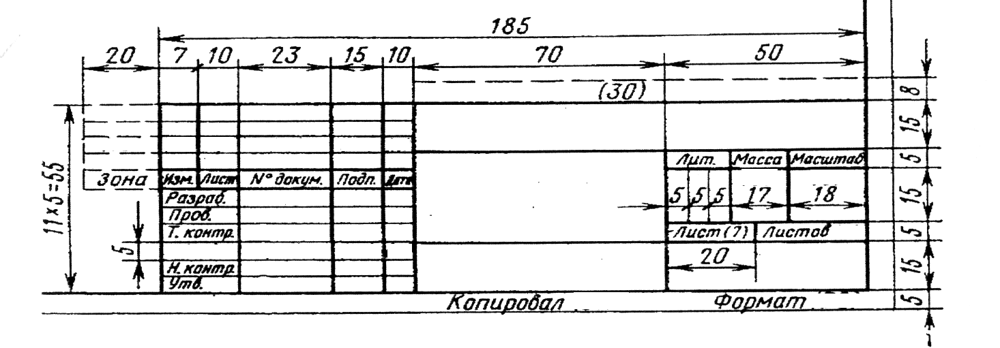 185
20 7 10 23 15 10 70 50
(30) 8
15
Лит. Масса Масштаб 5
Зона Изм. Лист № докум. Подп. Дата
11×5=55
Разраб. 5 5 5 17 18 15
Пров.
Т. контр. Лист (7) Листов 5
5
20
Н. контр. 15
Утв.
Копировал Формат 5